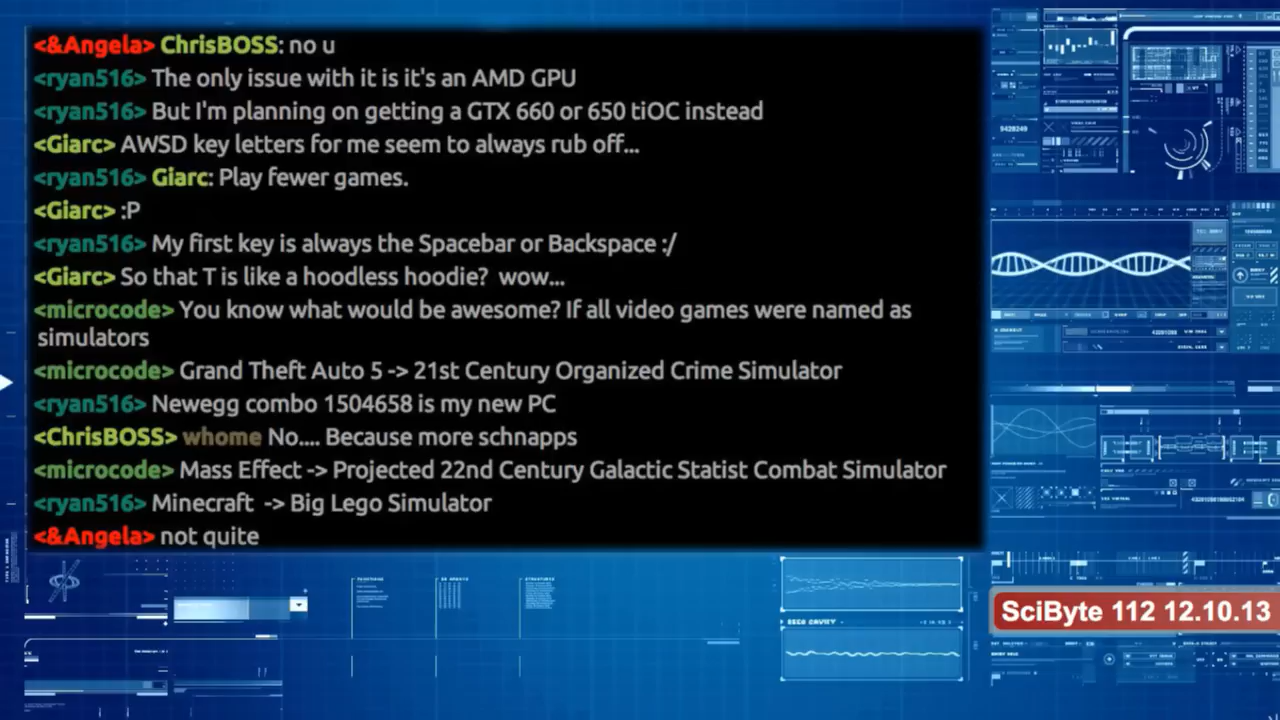 <&Angela> ChrisBOSS: no u
<ryan516> The only issue with it is it's an AMD GPU
<ryan516> But I'm planning on getting a GTX 660 or 650 tiOC instead
<Giarc> AWSD key letters for me seem to always rub off...
<ryan516> Giarc: Play fewer games.
<Giarc> :P
<ryan516> My first key is always the Spacebar or Backspace :/
<Giarc> So that T is like a hoodless hoodie?  wow...
<microcode> You know what would be awesome? If all video games were named as
simulators
<microcode> Grand Theft Auto 5 -> 21st Century Organized Crime Simulator
<ryan516> Newegg combo 1504658 is my new PC
<ChrisBOSS> whome No.... Because more schnapps
<microcode> Mass Effect -> Projected 22nd Century Galactic Statist Combat Simulator
<ryan516> Minecraft  -> Big Lego Simulator
<&Angela> not quite
9428249
SciByte 112 12.10.13